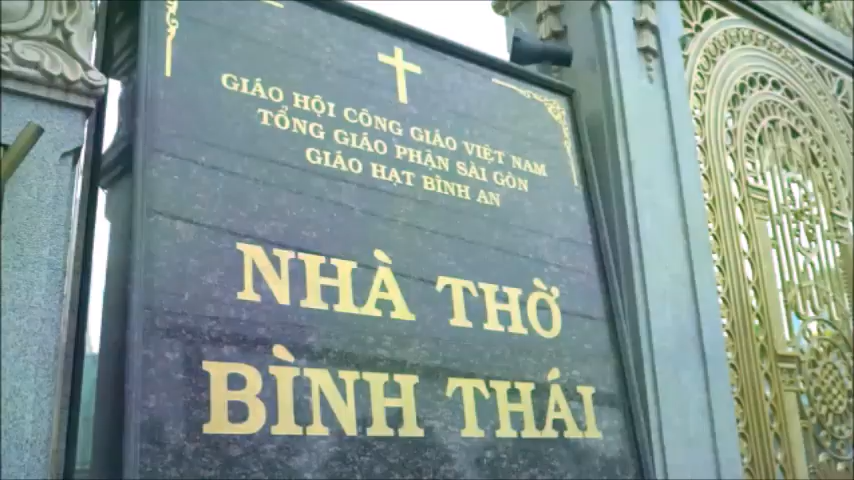 GIÁO HỘI CÔNG GIÁO VIỆT NAM
TỔNG GIÁO PHẬN SÀI GÒN
GIÁO HẠT BÌNH AN
NHÀ THỜ
BÌNH THÁI